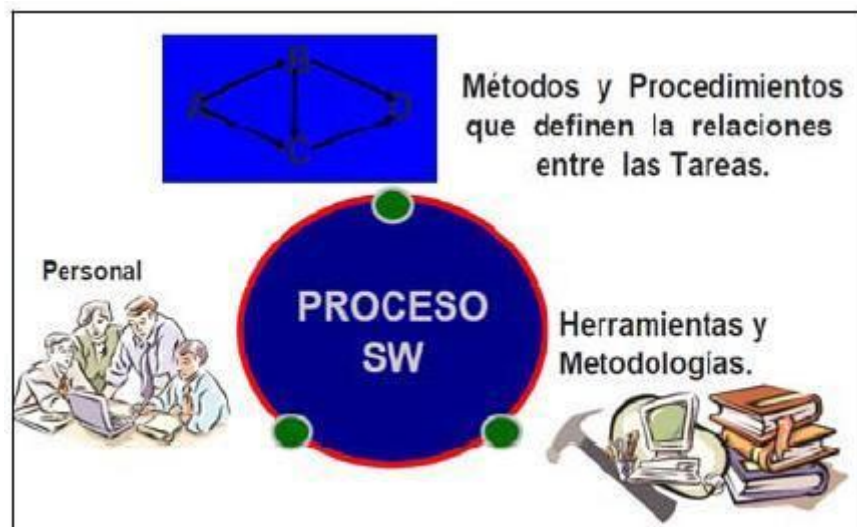 B
A
D
C
Métodos y Procedimientos
que definen la relaciones
entre las Tareas.
Personal
PROCESO
SW
Herramientas y
Metodologías.